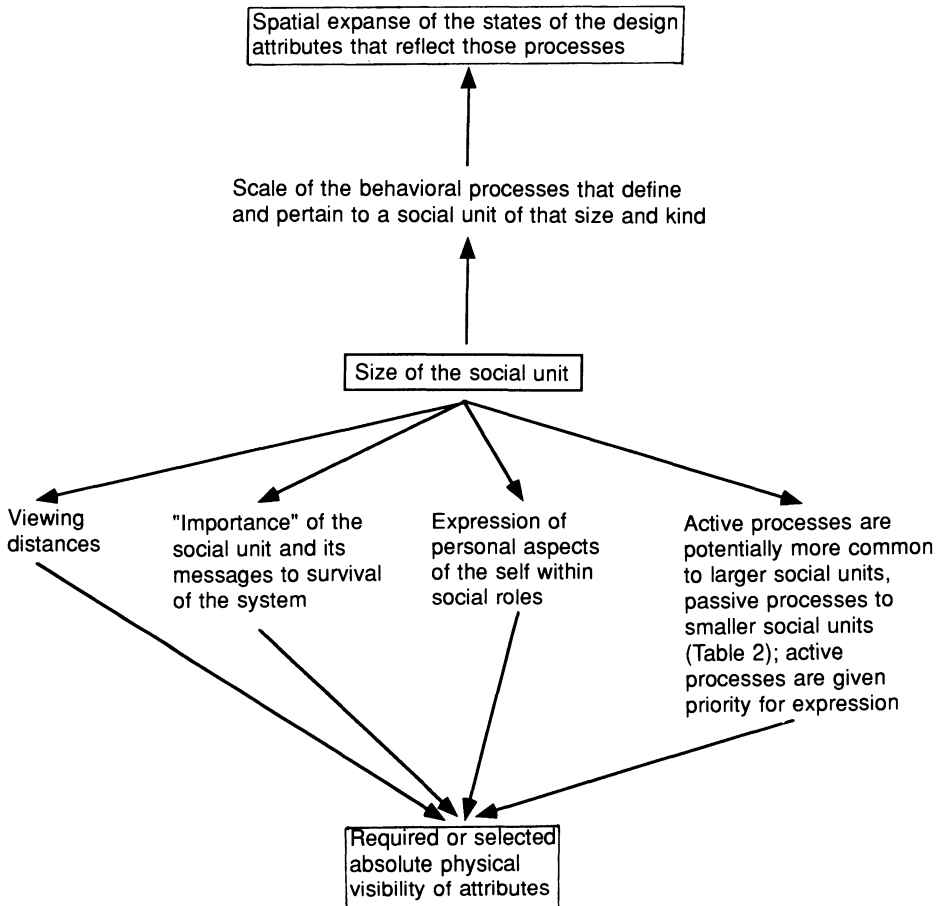 Spatial expanse of the states of the design
attributes that reflect those processes
Scale of the behavioral processes that define
and pertain to a social unit of that size and kind
Size of the social unit
Viewing
distances
"Importance" of the
social unit and its
messages to survival
of the system
Expression of
personal aspects
of the self within
social roles
Active processes are
potentially more common
to larger social units,
passive processes to
smaller social units
(Table 2); active
processes are given
priority for expression
Required or selected
absolute physical
visibility of attributes